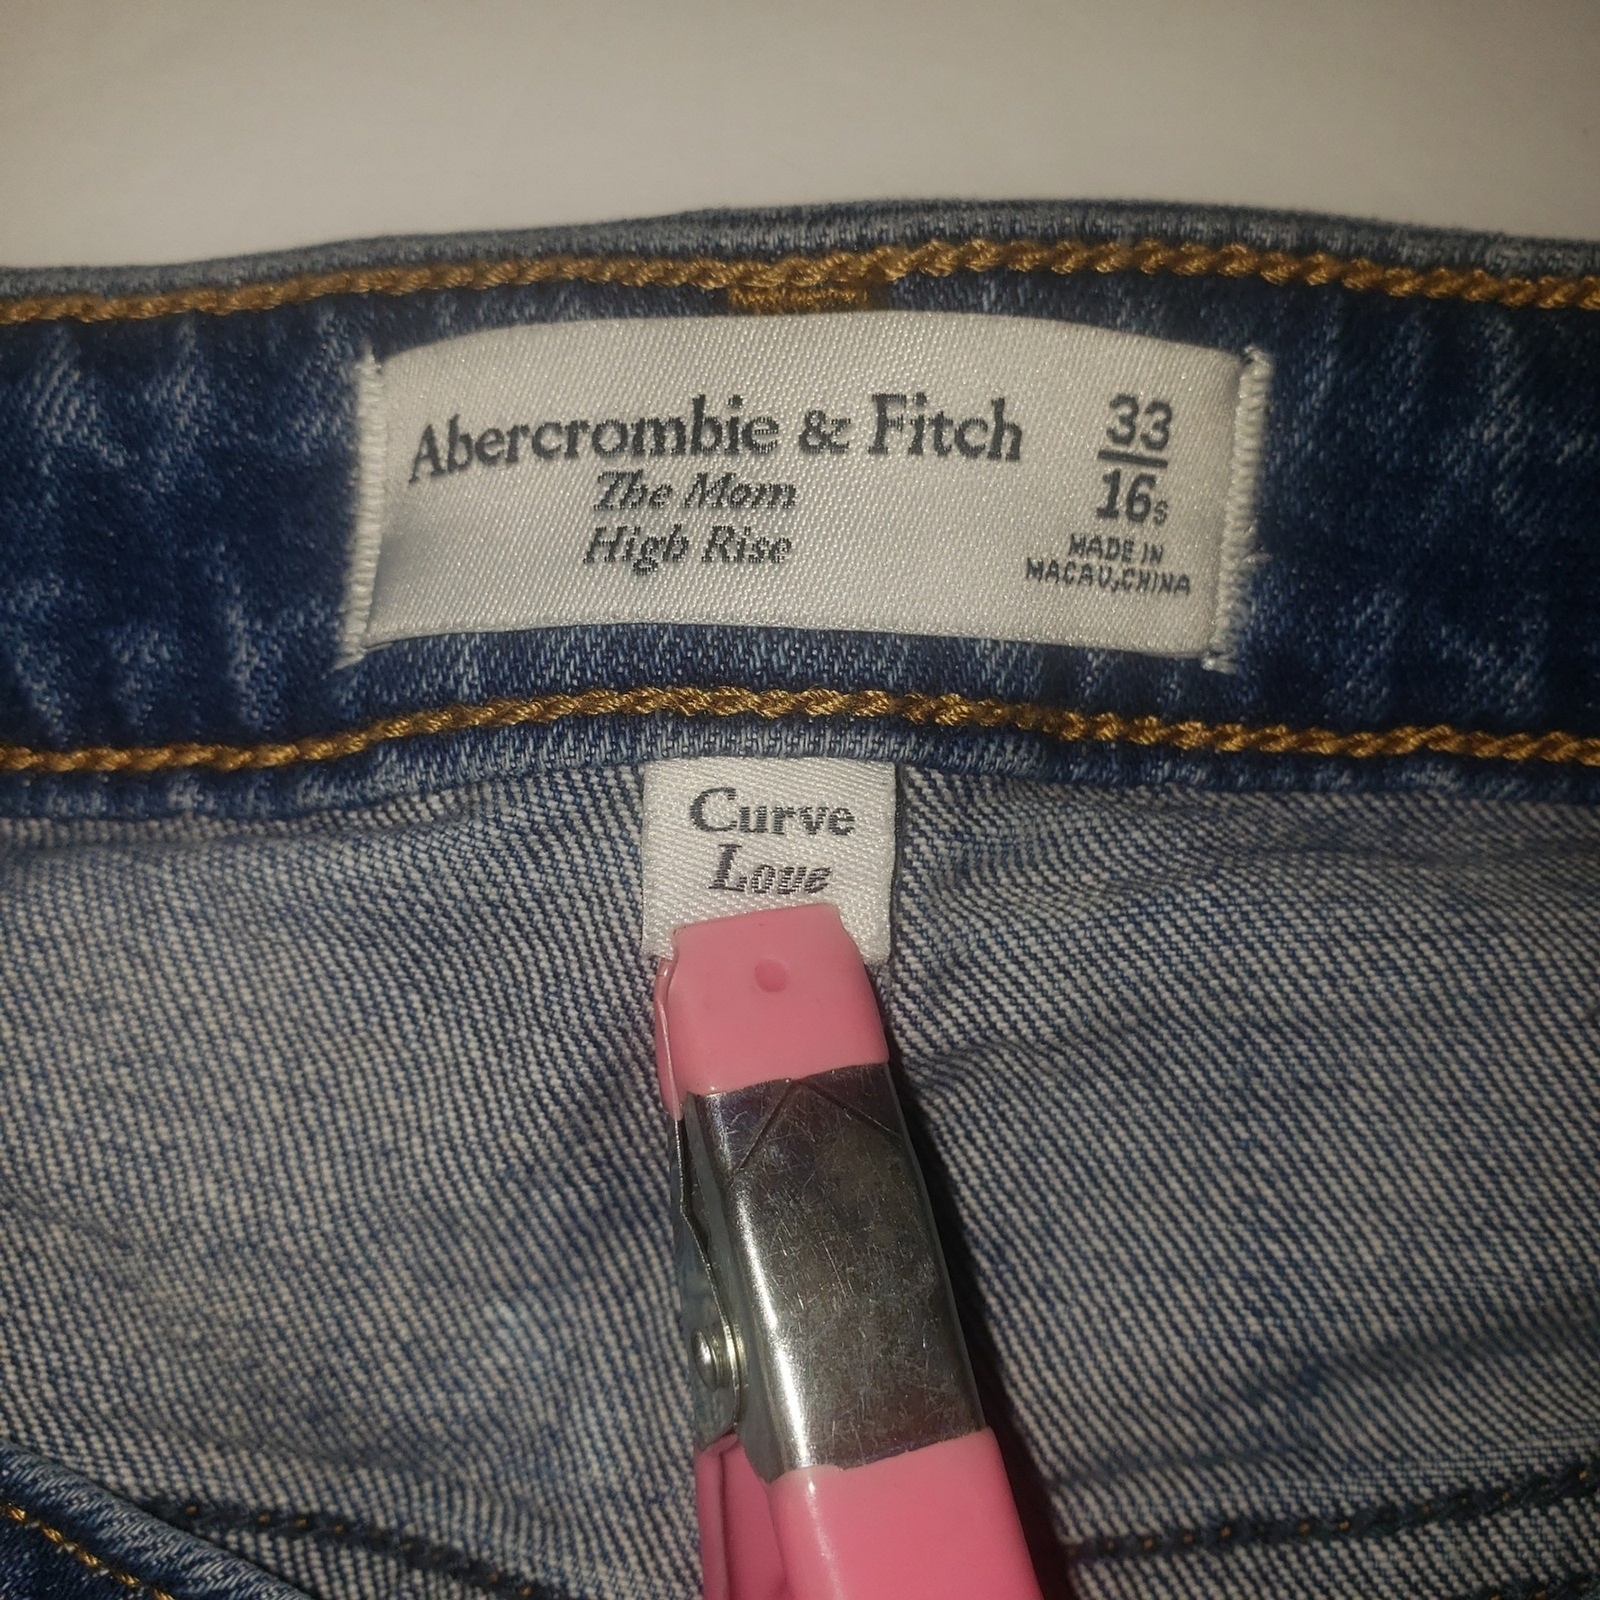 Abercrombie & Fitch
The Mom
High Rise
33
16s
MADE IN
MACAU,CHINA
Curve
Love